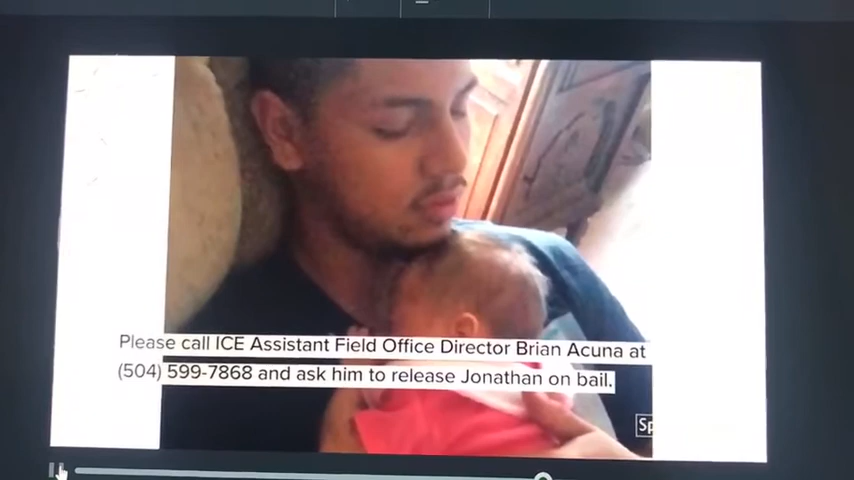 Please call ICE Assistant Field Office Director Brian Acuna at
(504) 599-7868 and ask him to release Jonathan on bail.
Sp